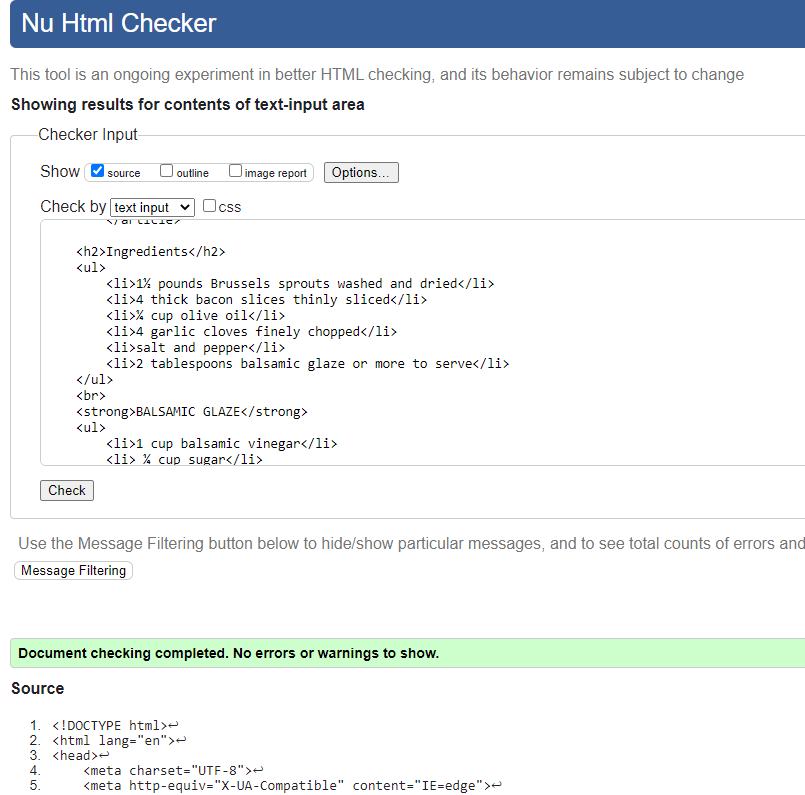 Nu Html Checker
This tool is an ongoing experiment in better HTML checking, and its behavior remains subject to change
Showing results for contents of text-input area
Checker Input
Show source outline image report Options...
Check by text input css
</article>
<h2>Ingredients</h2>
<ul>
<li>1½ pounds Brussels sprouts washed and dried</li>
<li>4 thick bacon slices thinly sliced</li>
<li>¼ cup olive oil</li>
<li>4 garlic cloves finely chopped</li>
<li>salt and pepper</li>
<li>2 tablespoons balsamic glaze or more to serve</li>
</ul>
<br>
<strong>BALSAMIC GLAZE</strong>
<ul>
<li>1 cup balsamic vinegar</li>
<li> ¼ cup sugar</li>
Check
Use the Message Filtering button below to hide/show particular messages, and to see total counts of errors and
Message Filtering
Document checking completed. No errors or warnings to show.
Source
1. <!DOCTYPE html>↩
2. <html lang="en">↩
3. <head>↩
4. <meta charset="UTF-8">↩
5. <meta http-equiv="X-UA-Compatible" content="IE=edge">↩